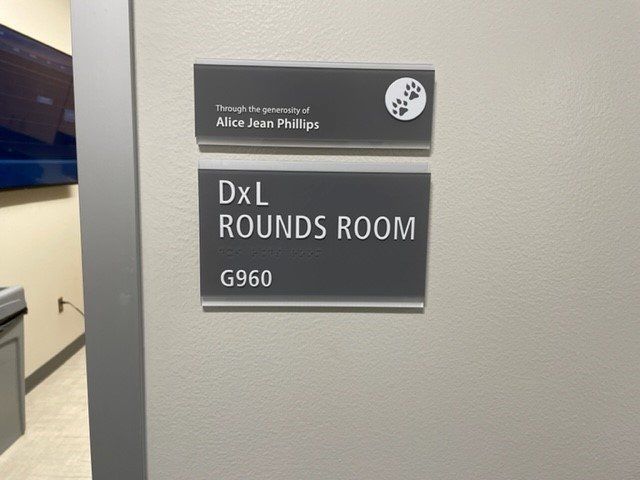 Through the generosity of
Alice Jean Phillips
DxL
ROUNDS ROOM
G960